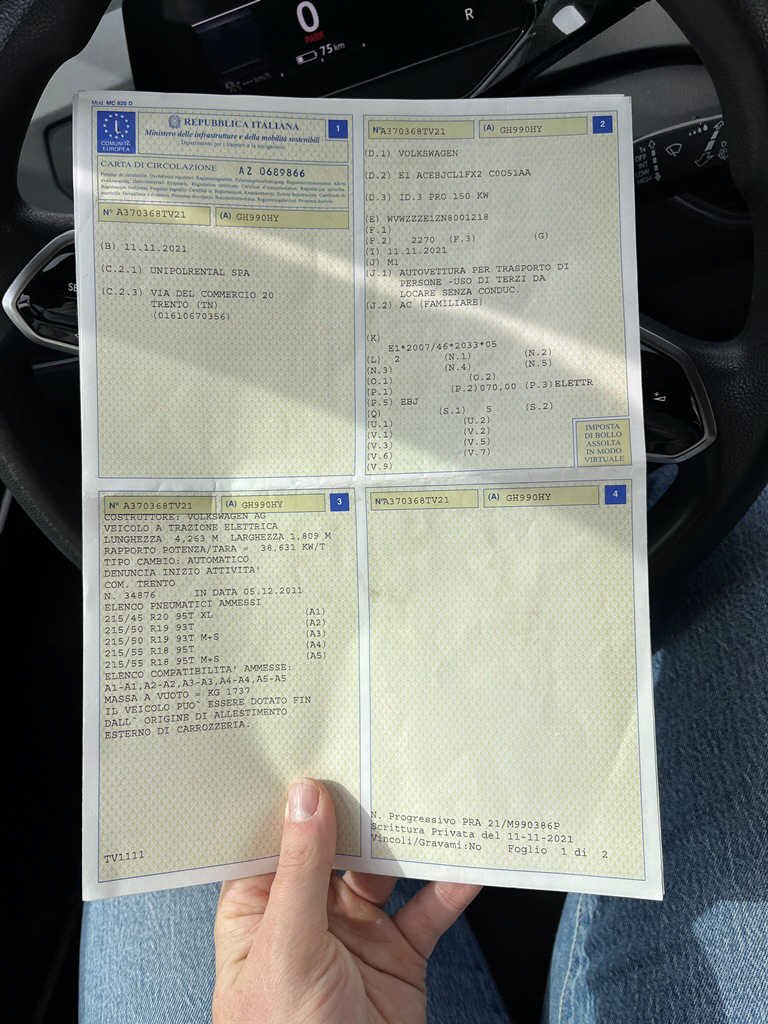 0
PARK
75 km
R
Mod. MC 820 D
COMUNITÀ
EUROPEA
I
REPUBBLICA ITALIANA
Ministero delle infrastrutture e della mobilità sostenibili
Dipartimento per i trasporti e la navigazione
1
CARTA DI CIRCOLAZIONE AZ 0689866
N° A370368TV21 (A) GH990HY
(B) 11.11.2021
(C.2.1) UNIPOLRENTAL SPA
(C.2.3) VIA DEL COMMERCIO 20
TRENTO (TN)
(01610670356)
N°A370368TV21 (A) GH990HY 2
(D.1) VOLKSWAGEN
(D.2) E1 ACEBJCL1FX2 C0051AA
(D.3) ID.3 PRO 150 KW
(E) WVWZZZE1ZN8001218
(F.1)
(F.2) 2270 (F.3) (G)
(I) 11.11.2021
(J) M1
(J.1) AUTOVETTURA PER TRASPORTO DI
PERSONE -USO DI TERZI DA
LOCARE SENZA CONDUC.
(J.2) AC (FAMILIARE)
(K)
E1*2007/46*2033*05
(L) 2 (N.1) (N.2)
(N.3) (N.4) (N.5)
(O.1) (O.2)
(P.1) (P.2)070,00 (P.3)ELETTR
(P.5) EBJ
(Q) (S.1) 5 (S.2)
(U.1) (U.2)
(V.1) (V.2)
(V.3) (V.5)
(V.6) (V.7)
(V.9)
IMPOSTA
DI BOLLO
ASSOLTA
IN MODO
VIRTUALE
N° A370368TV21 (A) GH990HY 3
COSTRUTTORE: VOLKSWAGEN AG
VEICOLO A TRAZIONE ELETTRICA
LUNGHEZZA 4,263 M LARGHEZZA 1,809 M
RAPPORTO POTENZA/TARA = 38,631 KW/T
TIPO CAMBIO: AUTOMATICO
DENUNCIA INIZIO ATTIVITA'
COM. TRENTO
N. 34876 IN DATA 05.12.2011
ELENCO PNEUMATICI AMMESSI
215/45 R20 95T XL (A1)
215/50 R19 93T (A2)
215/50 R19 93T M+S (A3)
215/55 R18 95T (A4)
215/55 R18 95T M+S (A5)
ELENCO COMPATIBILITA' AMMESSE:
A1-A1,A2-A2,A3-A3,A4-A4,A5-A5
MASSA A VUOTO = KG 1737
IL VEICOLO PUO` ESSERE DOTATO FIN
DALL` ORIGINE DI ALLESTIMENTO
ESTERNO DI CARROZZERIA.
TV1111
N°A370368TV21 (A) GH990HY 4
N. Progressivo PRA 21/M990386P
Scrittura Privata del 11-11-2021
Vincoli/Gravami:No Foglio 1 di 2